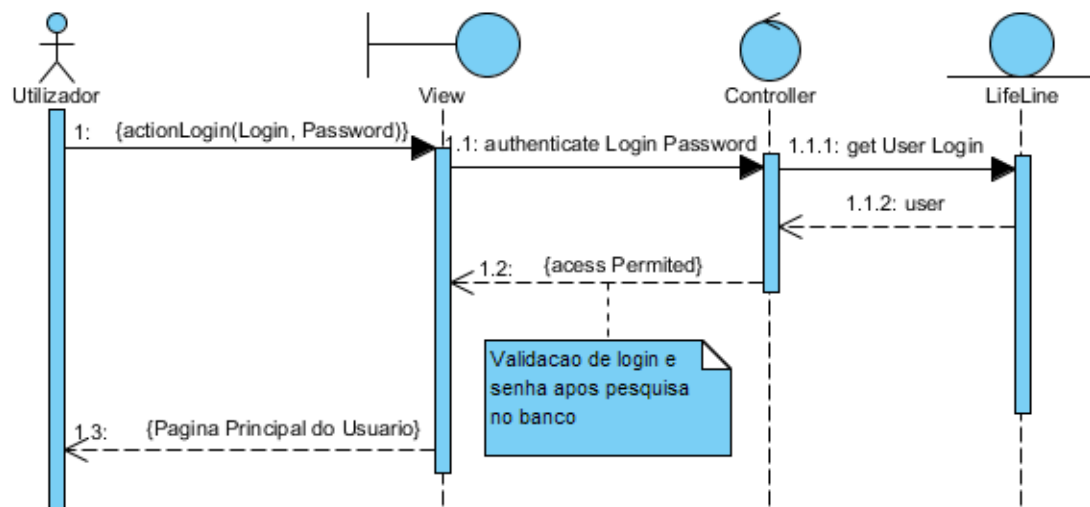 Utilizador
View
Controller
LifeLine
1: {actionLogin(Login, Password)}
1.1: authenticate Login Password
1.1.1: get User Login
1.1.2: user
1.2: {acess Permited}
Validacao de login e
senha apos pesquisa
no banco
1.3: {Pagina Principal do Usuario}